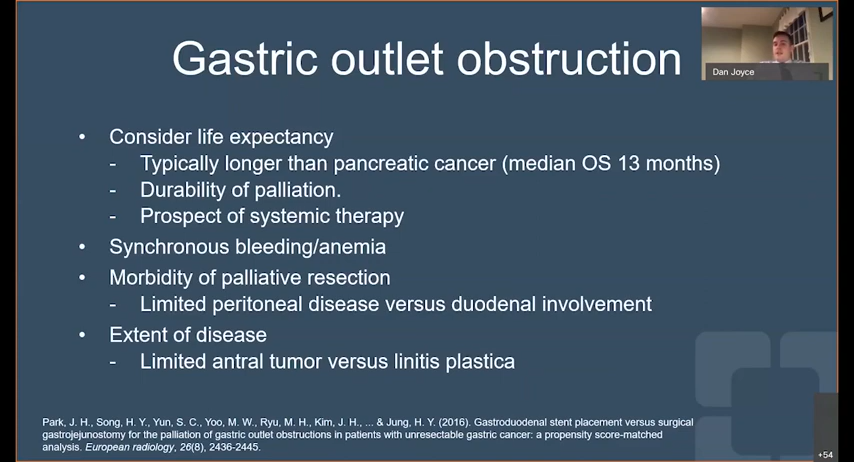 Gastric outlet obstruction
Dan Joyce
• Consider life expectancy
- Typically longer than pancreatic cancer (median OS 13 months)
- Durability of palliation.
- Prospect of systemic therapy
• Synchronous bleeding/anemia
• Morbidity of palliative resection
- Limited peritoneal disease versus duodenal involvement
• Extent of disease
- Limited antral tumor versus linitis plastica
Park, J. H., Song, H. Y., Yun, S. C., Yoo, M. W., Ryu, M. H., Kim, J. H., ... & Jung, H. Y. (2016). Gastroduodenal stent placement versus surgical
gastrojejunostomy for the palliation of gastric outlet obstructions in patients with unresectable gastric cancer: a propensity score-matched
analysis. European radiology, 26(8), 2436-2445.
+54